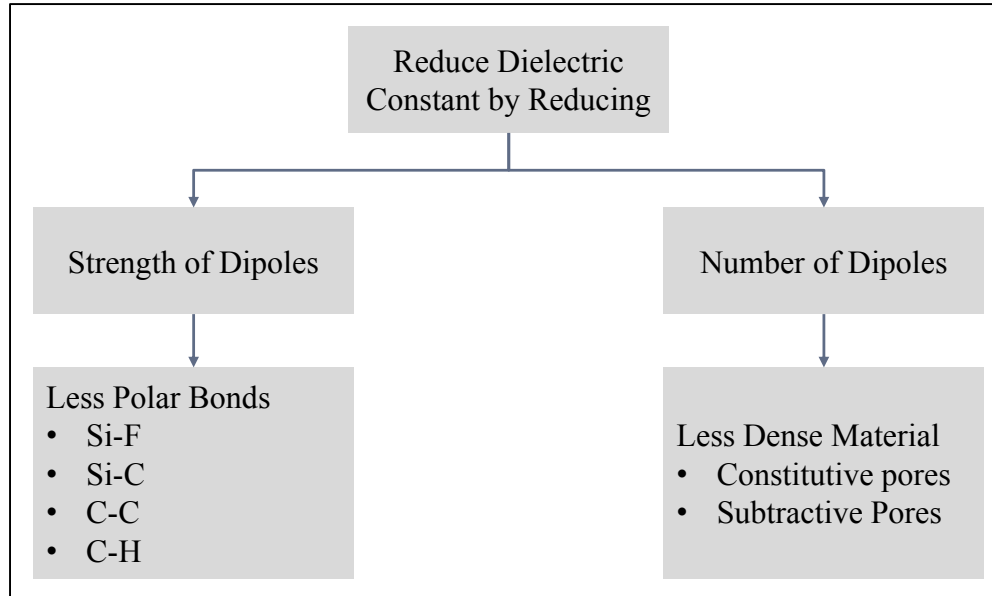 Reduce Dielectric
Constant by Reducing
Strength of Dipoles
Number of Dipoles
Less Polar Bonds
• Si-F
• Si-C
• C-C
• C-H
Less Dense Material
• Constitutive pores
• Subtractive Pores